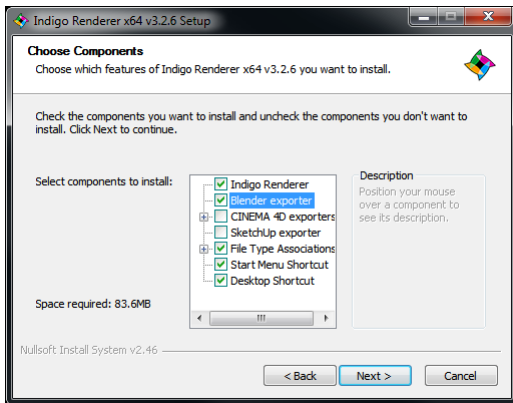 Indigo Renderer x64 v3.2.6 Setup
Choose Components
Choose which features of Indigo Renderer x64 v3.2.6 you want to install.
Check the components you want to install and uncheck the components you don't want to
install. Click Next to continue.
Select components to install:
Indigo Renderer
Blender exporter
CINEMA 4D exporters
SketchUp exporter
File Type Associations
Start Menu Shortcut
Desktop Shortcut
Description
Position your mouse
over a component to
see its description.
Space required: 83.6MB
Nullsoft Install System v2.46
< Back
Next >
Cancel